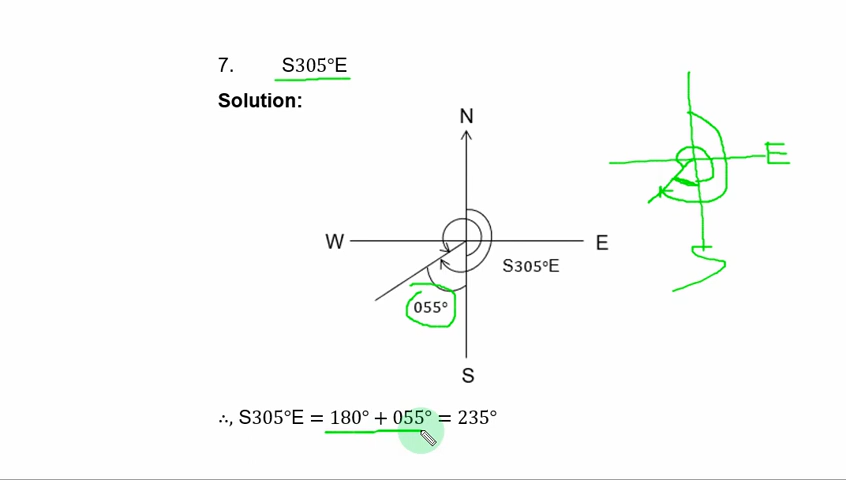 7. S305°E
Solution:
N
E
W
E
S305°E
055°
S
S
∴, S305°E = 180° + 055° = 235°